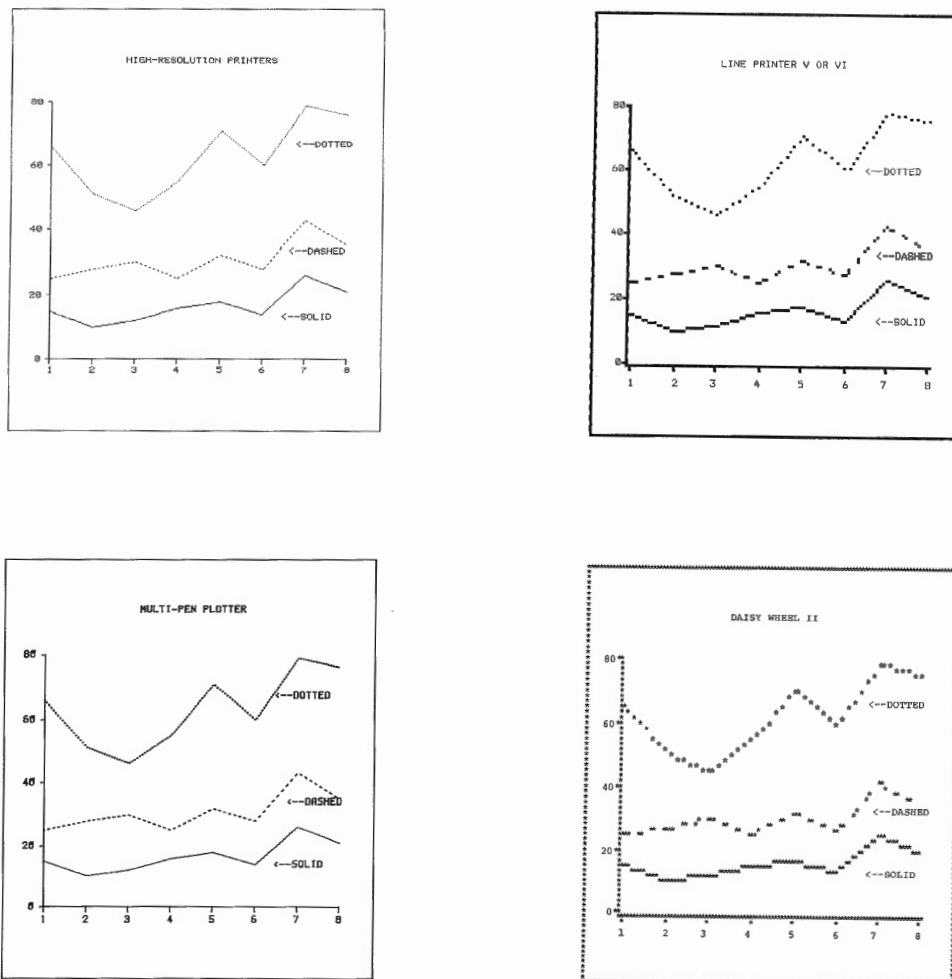 HIGH-RESOLUTION PRINTERS
80
<--DOTTED
60
40
<--DASHED
20
<--SOLID
0
1 2 3 4 5 6 7 8
LINE PRINTER V OR VI
80
<--DOTTED
60
40
<--DASHED
20
<--SOLID
0
1 2 3 4 5 6 7 8
MULTI-PEN PLOTTER
80
<--DOTTED
60
40
<--DASHED
20
<--SOLID
0
1 2 3 4 5 6 7 8
DAISY WHEEL II
80
<--DOTTED
60
40
<--DASHED
20
<--SOLID
0
1 2 3 4 5 6 7 8